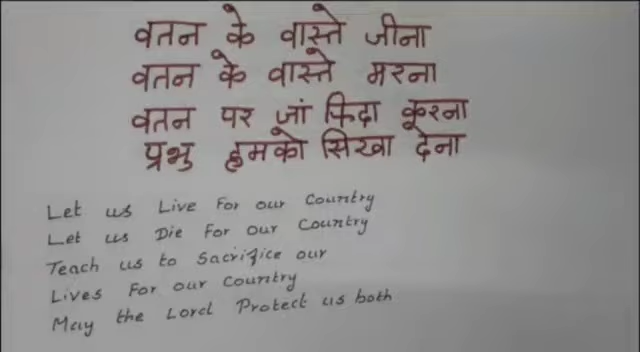 वतन के वास्ते जीना
वतन के वास्ते मरना
वतन पर जां फिदा करना
प्रभु हमको सिखा देना
Let us Live For our Country
Let us Die For our Country
Teach us to Sacrifice our
Lives For our Country
May the Lord Protect us both